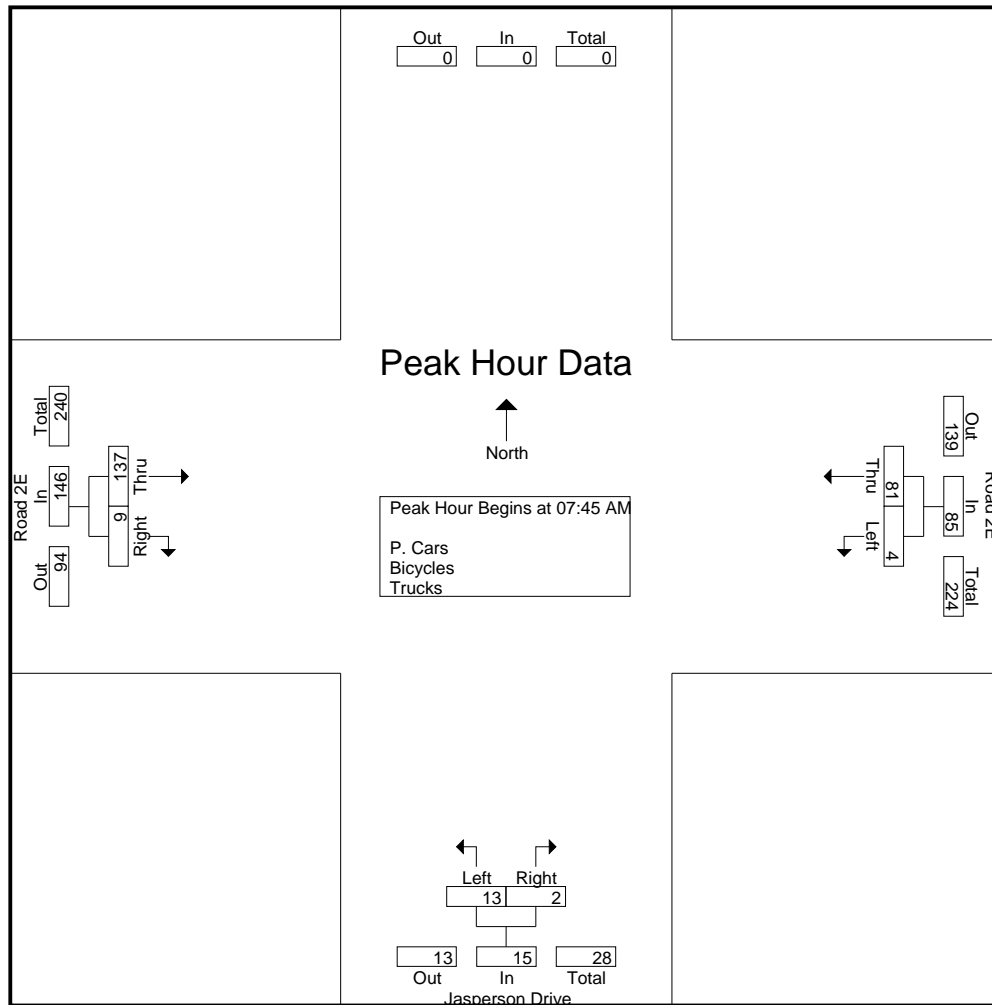 Out In Total
0 0 0
Peak Hour Data
North
Peak Hour Begins at 07:45 AM
P. Cars
Bicycles
Trucks
Road 2E
Out In Total
94 146 240
Right Thru
9 137
Road 2E
Out In Total
139 85 224
Thru Left
81 4
Left Right
13 2
13 15 28
Out In Total
Jasperson Drive